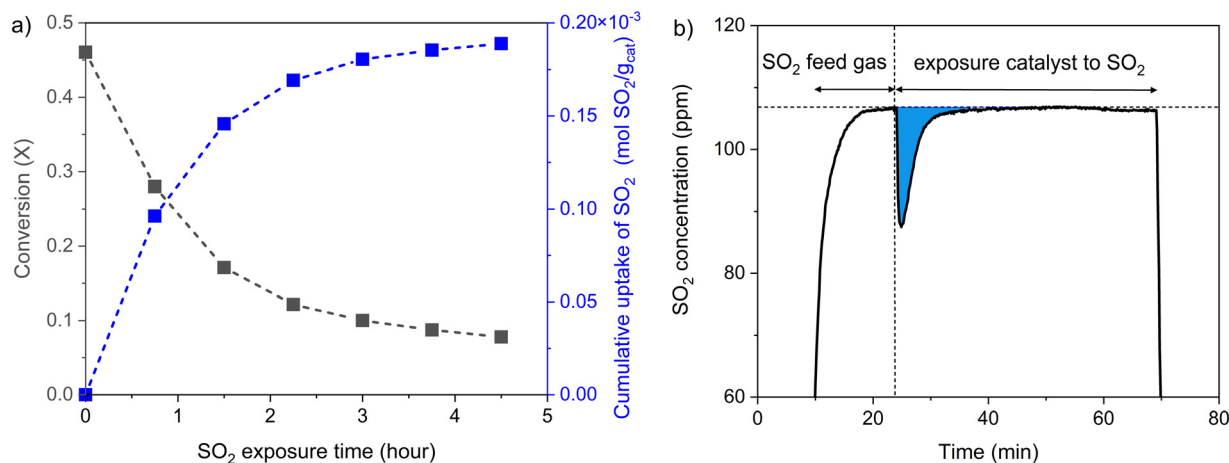 a)
0.5
0.4
0.3
0.2
0.1
0.0
Conversion (X)
0.20×10⁻³
0.15
0.10
0.05
0.00
Cumulative uptake of SO₂ (mol SO₂/g_cat)
0 1 2 3 4 5
SO₂ exposure time (hour)
b)
SO₂ feed gas exposure catalyst to SO₂
120
100
80
60
SO₂ concentration (ppm)
0 20 40 60 80
Time (min)